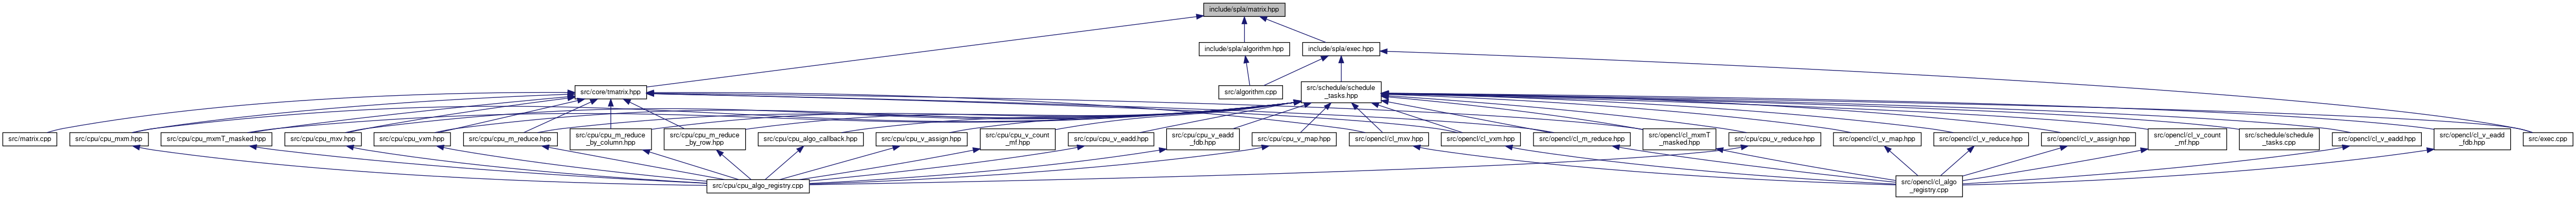 include/spla/matrix.hpp
include/spla/algorithm.hpp
include/spla/exec.hpp
src/core/tmatrix.hpp
src/algorithm.cpp
src/schedule/schedule
_tasks.hpp
src/matrix.cpp
src/cpu/cpu_mxm.hpp
src/cpu/cpu_mxmT_masked.hpp
src/cpu/cpu_mxv.hpp
src/cpu/cpu_vxm.hpp
src/cpu/cpu_m_reduce.hpp
src/cpu/cpu_m_reduce
_by_column.hpp
src/cpu/cpu_m_reduce
_by_row.hpp
src/cpu/cpu_algo_callback.hpp
src/cpu/cpu_v_assign.hpp
src/cpu/cpu_v_count
_mf.hpp
src/cpu/cpu_v_eadd.hpp
src/cpu/cpu_v_eadd
_fdb.hpp
src/cpu/cpu_v_map.hpp
src/opencl/cl_mxv.hpp
src/opencl/cl_vxm.hpp
src/opencl/cl_m_reduce.hpp
src/opencl/cl_mxmT
_masked.hpp
src/cpu/cpu_v_reduce.hpp
src/opencl/cl_v_map.hpp
src/opencl/cl_v_reduce.hpp
src/opencl/cl_v_assign.hpp
src/opencl/cl_v_count
_mf.hpp
src/schedule/schedule
_tasks.cpp
src/opencl/cl_v_eadd.hpp
src/opencl/cl_v_eadd
_fdb.hpp
src/exec.cpp
src/cpu/cpu_algo_registry.cpp
src/opencl/cl_algo
_registry.cpp